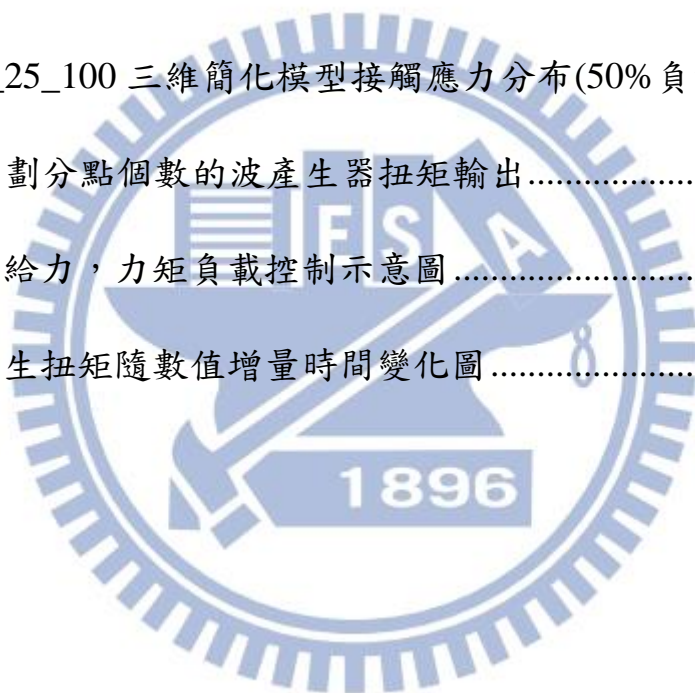 _25_100 三維簡化模型接觸應力分布(50%負
劃分點個數的波產生器扭矩輸出..................
給力，力矩負載控制示意圖..........................
生扭矩隨數值增量時間變化圖......................
E S A
1896